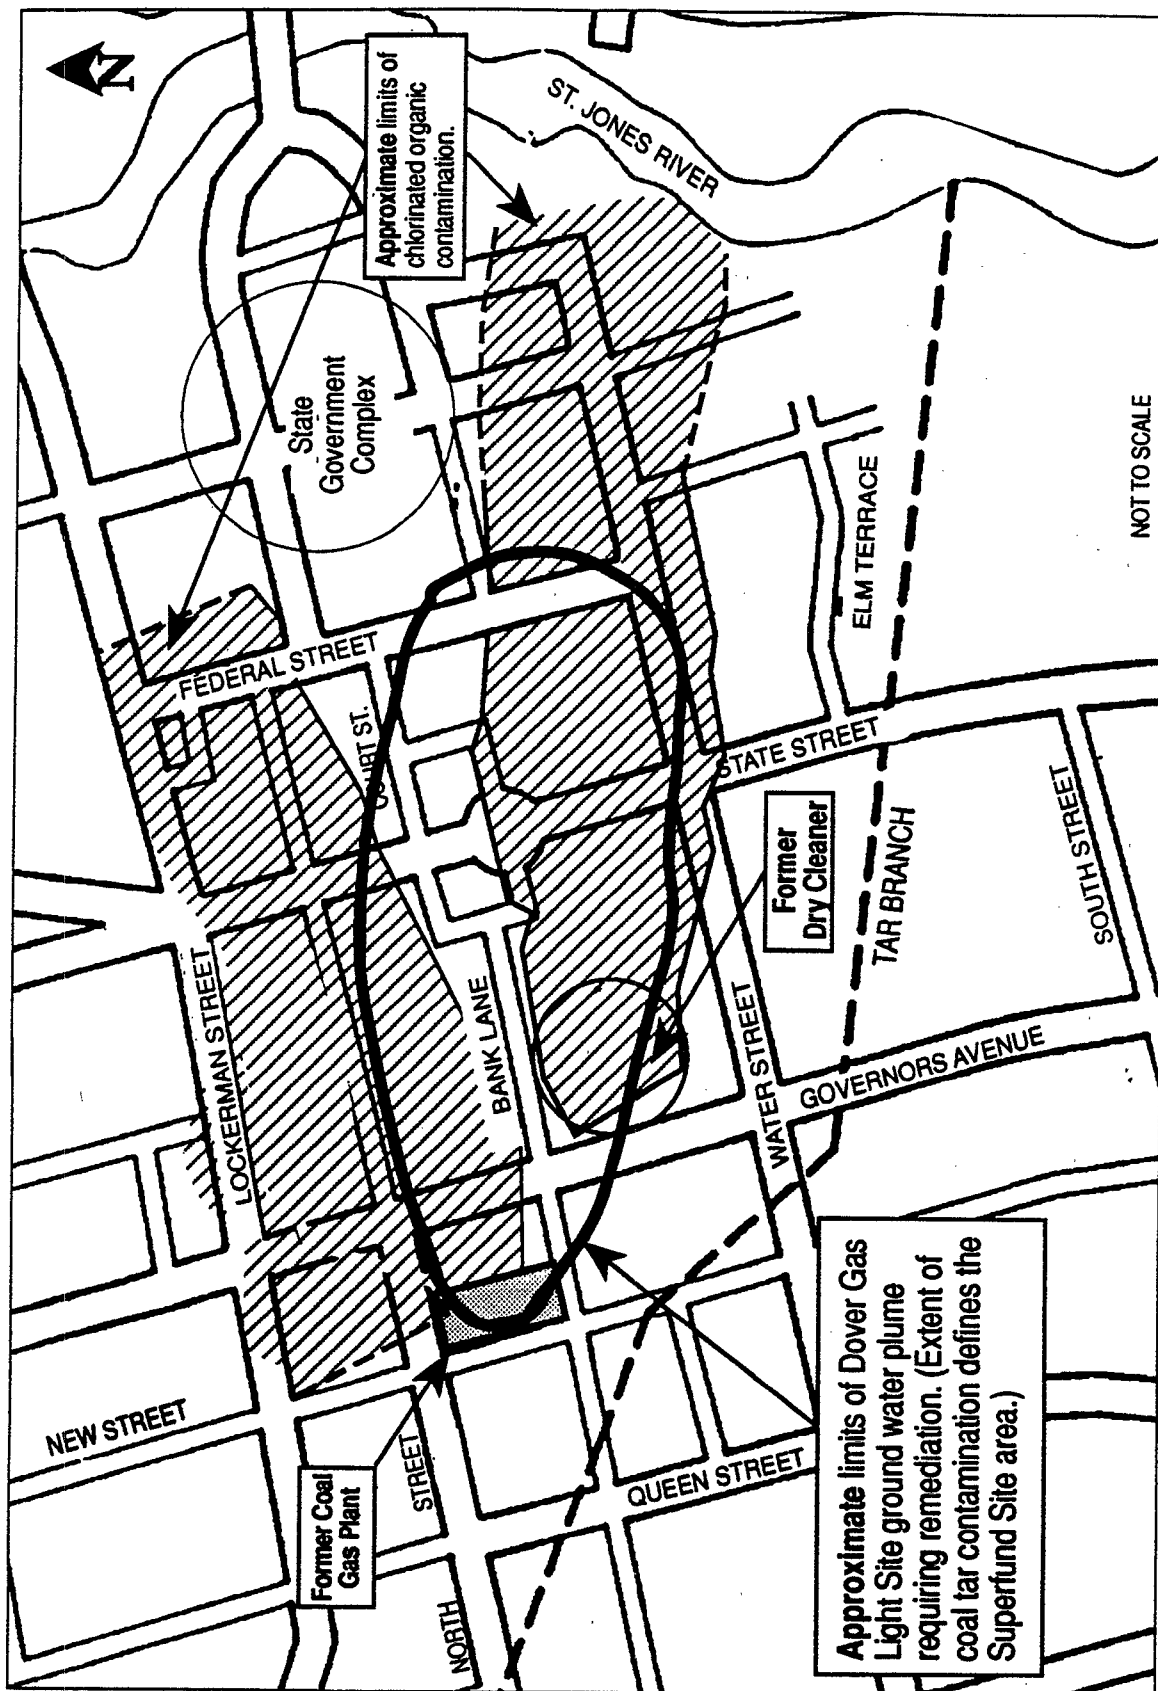 N
Approximate limits of
chlorinated organic
contamination.
ST. JONES RIVER
State
Government
Complex
FEDERAL STREET
COURT ST.
LOCKERMAN STREET
BANK LANE
NEW STREET
Former Coal
Gas Plant
NORTH
STREET
QUEEN STREET
WATER STREET
GOVERNORS AVENUE
Former
Dry Cleaner
STATE STREET
ELM TERRACE
TAR BRANCH
SOUTH STREET
NOT TO SCALE
Approximate limits of Dover Gas
Light Site ground water plume
requiring remediation. (Extent of
coal tar contamination defines the
Superfund Site area.)